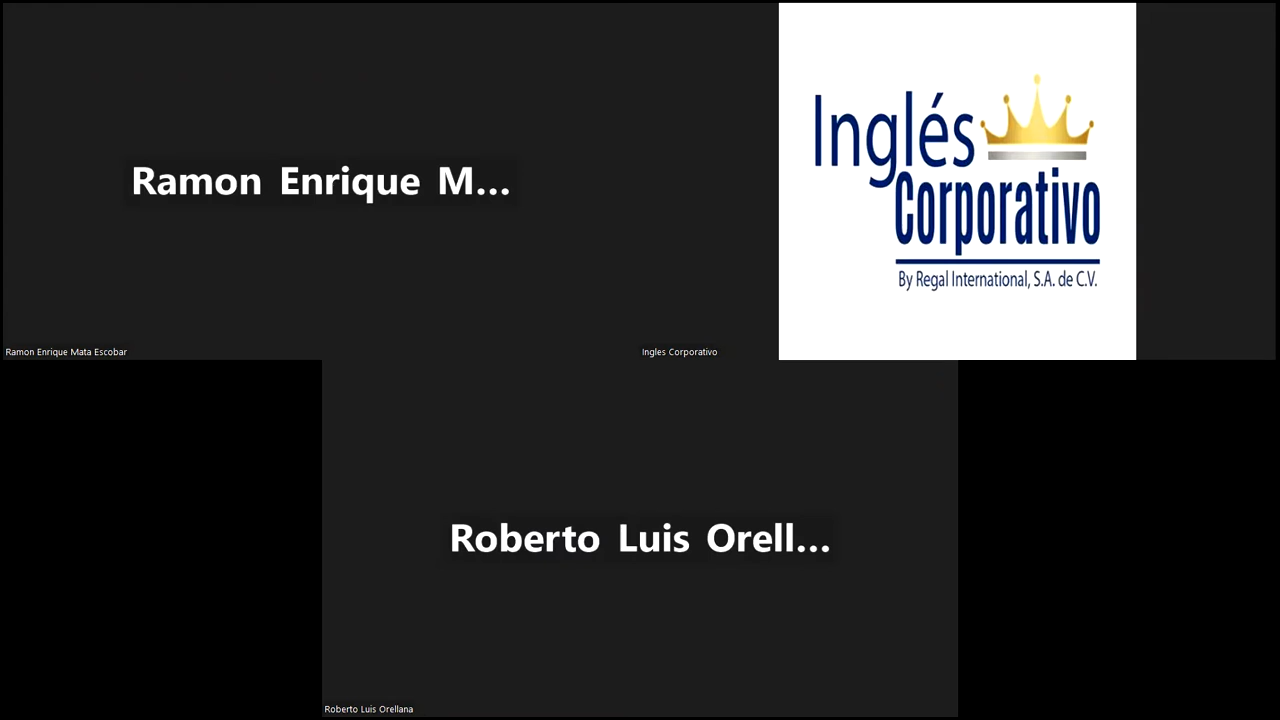 Ramon Enrique M...
Ramon Enrique Mata Escobar
Inglés
Corporativo
By Regal International, S.A. de C.V.
Ingles Corporativo
Roberto Luis Orell...
Roberto Luis Orellana